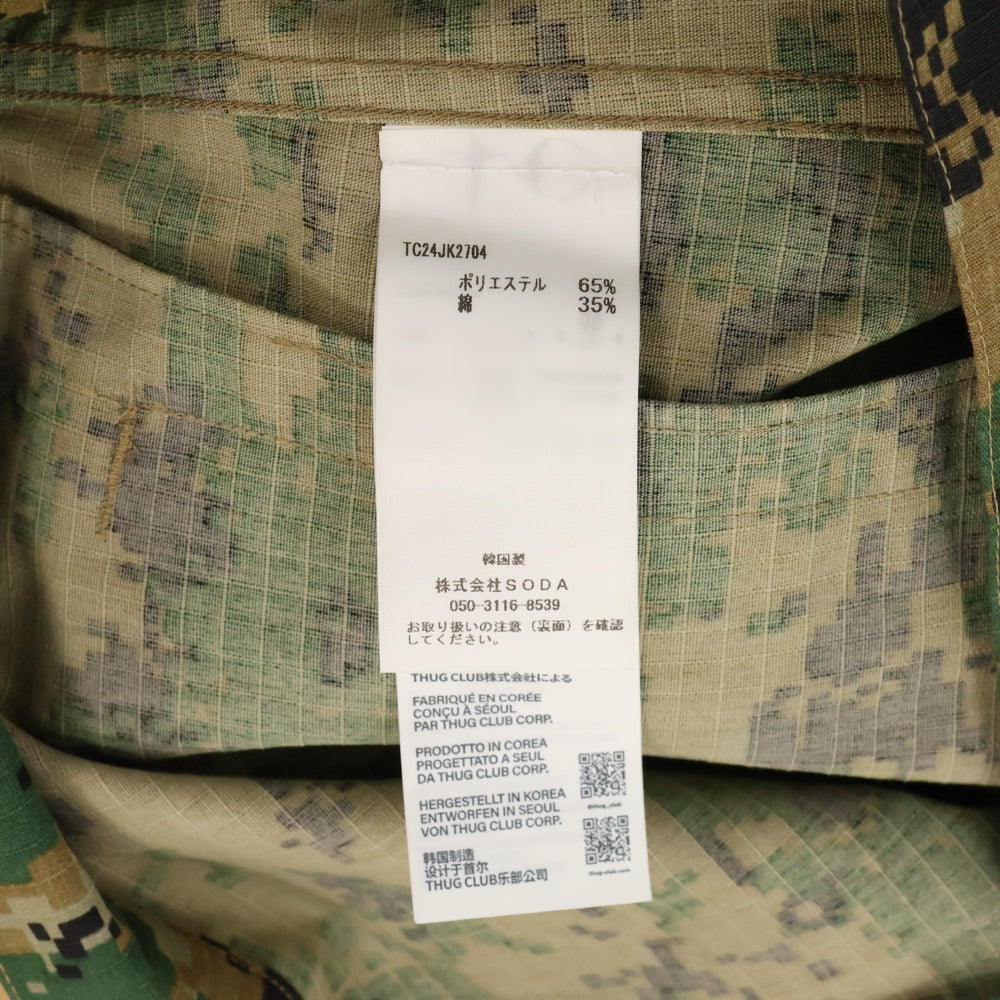 TC24JK2704
ポリエステル 65%
綿 35%
韓国製
株式会社SODA
050-3116-8539
お取り扱いの注意(裏面)を確認
してください。
THUG CLUB株式会社による
FABRIQUÉ EN CORÉE
CONÇU À SÉOUL
PAR THUG CLUB CORP.
PRODOTTO IN COREA
PROGETTATO A SEUL
DA THUG CLUB CORP.
HERGESTELLT IN KOREA
ENTWORFEN IN SEOUL
VON THUG CLUB CORP.
@thug_club
韩国制造
设计于首尔
THUG CLUB乐部公司
thug-club.com